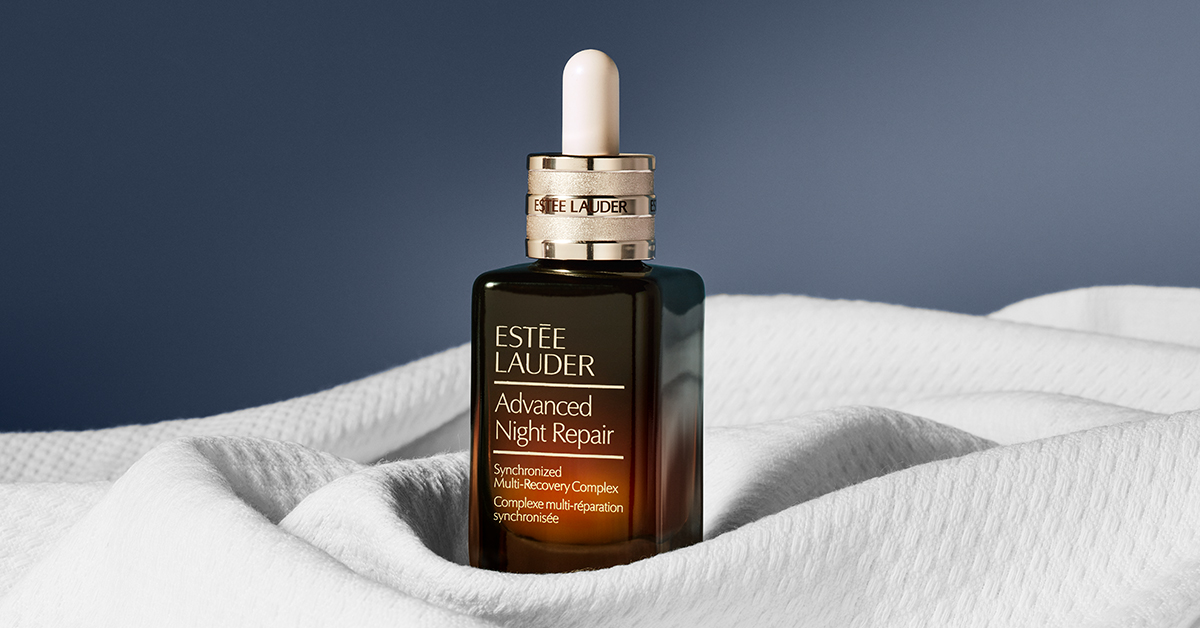 ESTEE LAUDER
ESTĒE
LAUDER
Advanced
Night Repair
Synchronized
Multi-Recovery Complex
Complexe multi-réparation
synchronisée